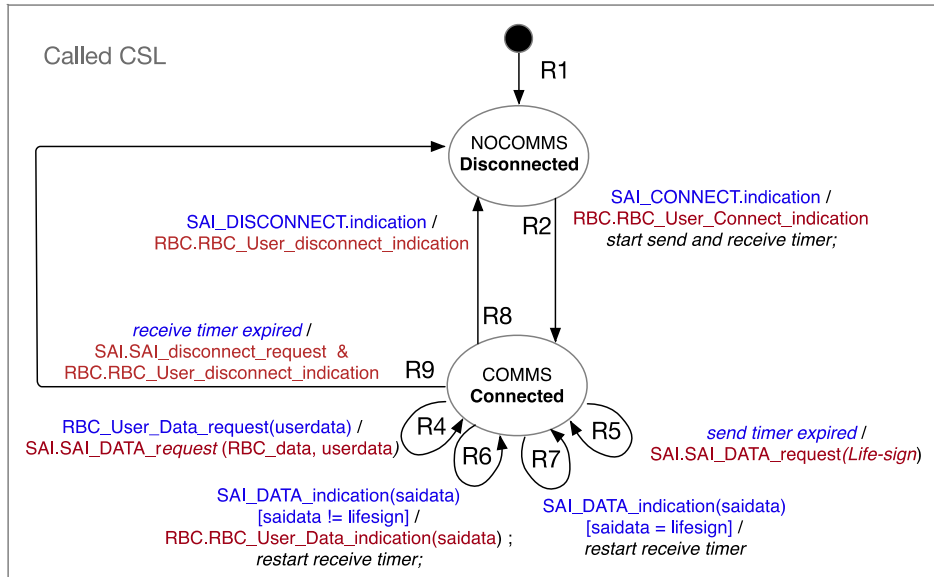 Called CSL
R1
NOCOMMS
Disconnected
SAI_CONNECT.indication /
RBC.RBC_User_Connect_indication
start send and receive timer;
SAI_DISCONNECT.indication /
RBC.RBC_User_disconnect_indication
R2
R8
receive timer expired /
SAI.SAI_disconnect_request &
RBC.RBC_User_disconnect_indication
R9
COMMS
Connected
RBC_User_Data_request(userdata) /
SAI.SAI_DATA_request (RBC_data, userdata)
R4
R6
R7
R5
send timer expired /
SAI.SAI_DATA_request(Life-sign)
SAI_DATA_indication(saidata)
[saidata != lifesign] /
RBC.RBC_User_Data_indication(saidata) ;
restart receive timer;
SAI_DATA_indication(saidata)
[saidata = lifesign] /
restart receive timer